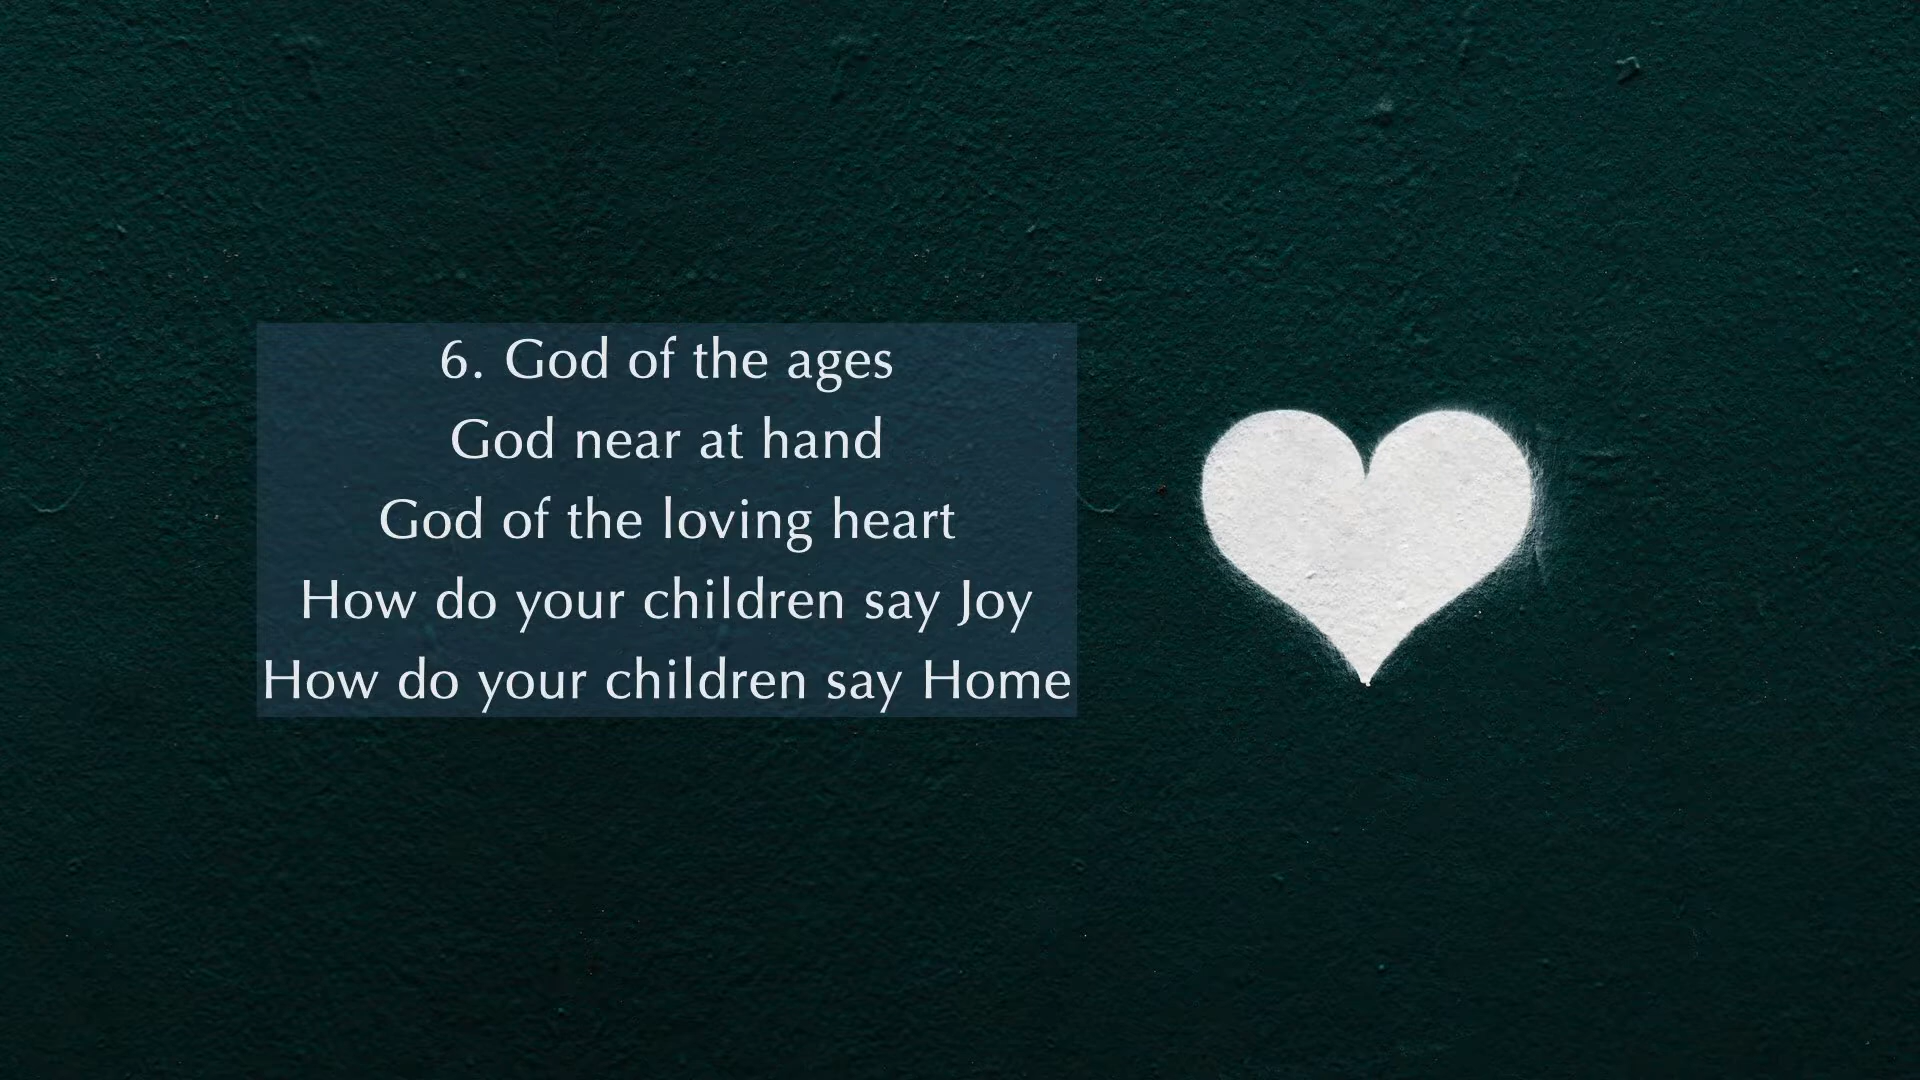 6. God of the ages
God near at hand
God of the loving heart
How do your children say Joy
How do your children say Home